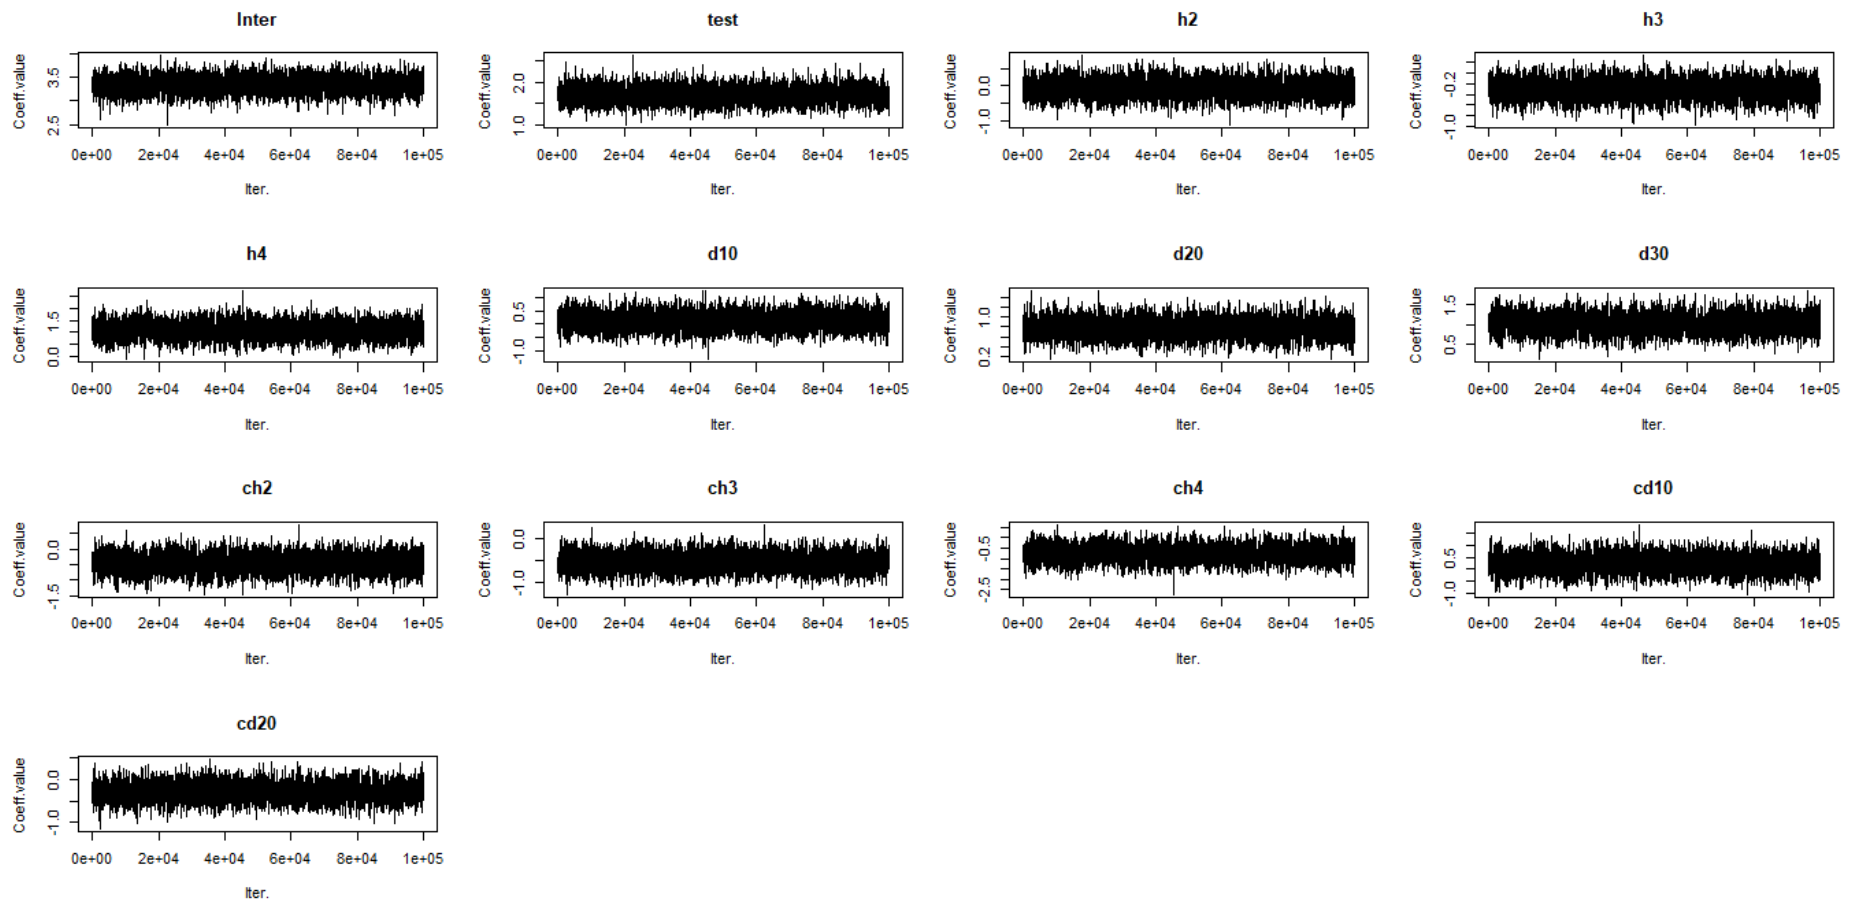 Inter test h2 h3
Coeff.value 2.5 3.5 Coeff.value 1.0 2.0 Coeff.value -1.0 0.0 Coeff.value -1.0 -0.2
0e+00 2e+04 4e+04 6e+04 8e+04 1e+05 0e+00 2e+04 4e+04 6e+04 8e+04 1e+05 0e+00 2e+04 4e+04 6e+04 8e+04 1e+05 0e+00 2e+04 4e+04 6e+04 8e+04 1e+05
Iter. Iter. Iter. Iter.
h4 d10 d20 d30
Coeff.value 0.0 1.5 Coeff.value -1.0 0.5 Coeff.value 0.2 1.0 Coeff.value 0.5 1.5
0e+00 2e+04 4e+04 6e+04 8e+04 1e+05 0e+00 2e+04 4e+04 6e+04 8e+04 1e+05 0e+00 2e+04 4e+04 6e+04 8e+04 1e+05 0e+00 2e+04 4e+04 6e+04 8e+04 1e+05
Iter. Iter. Iter. Iter.
ch2 ch3 ch4 cd10
Coeff.value -1.5 0.0 Coeff.value -1.0 0.0 Coeff.value -2.5 -0.5 Coeff.value -1.0 0.5
0e+00 2e+04 4e+04 6e+04 8e+04 1e+05 0e+00 2e+04 4e+04 6e+04 8e+04 1e+05 0e+00 2e+04 4e+04 6e+04 8e+04 1e+05 0e+00 2e+04 4e+04 6e+04 8e+04 1e+05
Iter. Iter. Iter. Iter.
cd20
Coeff.value -1.0 0.0
0e+00 2e+04 4e+04 6e+04 8e+04 1e+05
Iter.